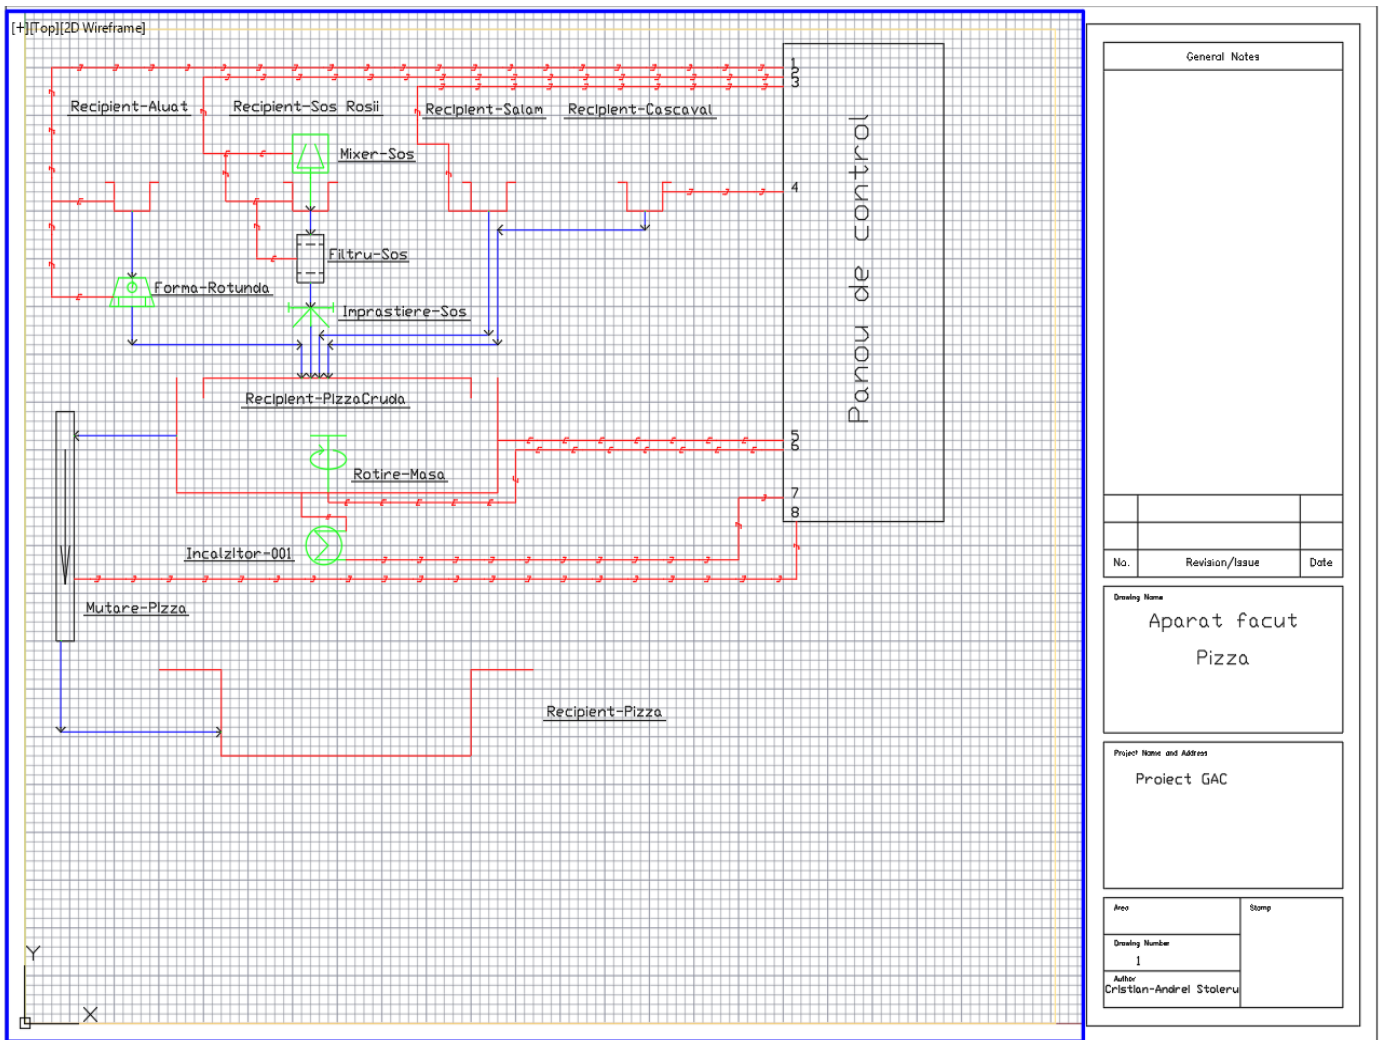 [+][Top][2D Wireframe]
1
2
3
Recipient-Aluat
Recipient-Sos Rosii
Recipient-Salam
Recipient-Cascaval
Mixer-Sos
4
Panou de control
Filtru-Sos
Forma-Rotunda
Imprastiere-Sos
Recipient-PizzaCruda
5
6
Rotire-Masa
7
8
Incalzitor-001
Mutare-Pizza
Recipient-Pizza
Y
X
General Notes
No.
Revision/Issue
Date
Drawing Name
Aparat facut
Pizza
Project Name and Address
Proiect GAC
Area
Stamp
Drawing Number
1
Author
Cristian-Andrei Stoleru